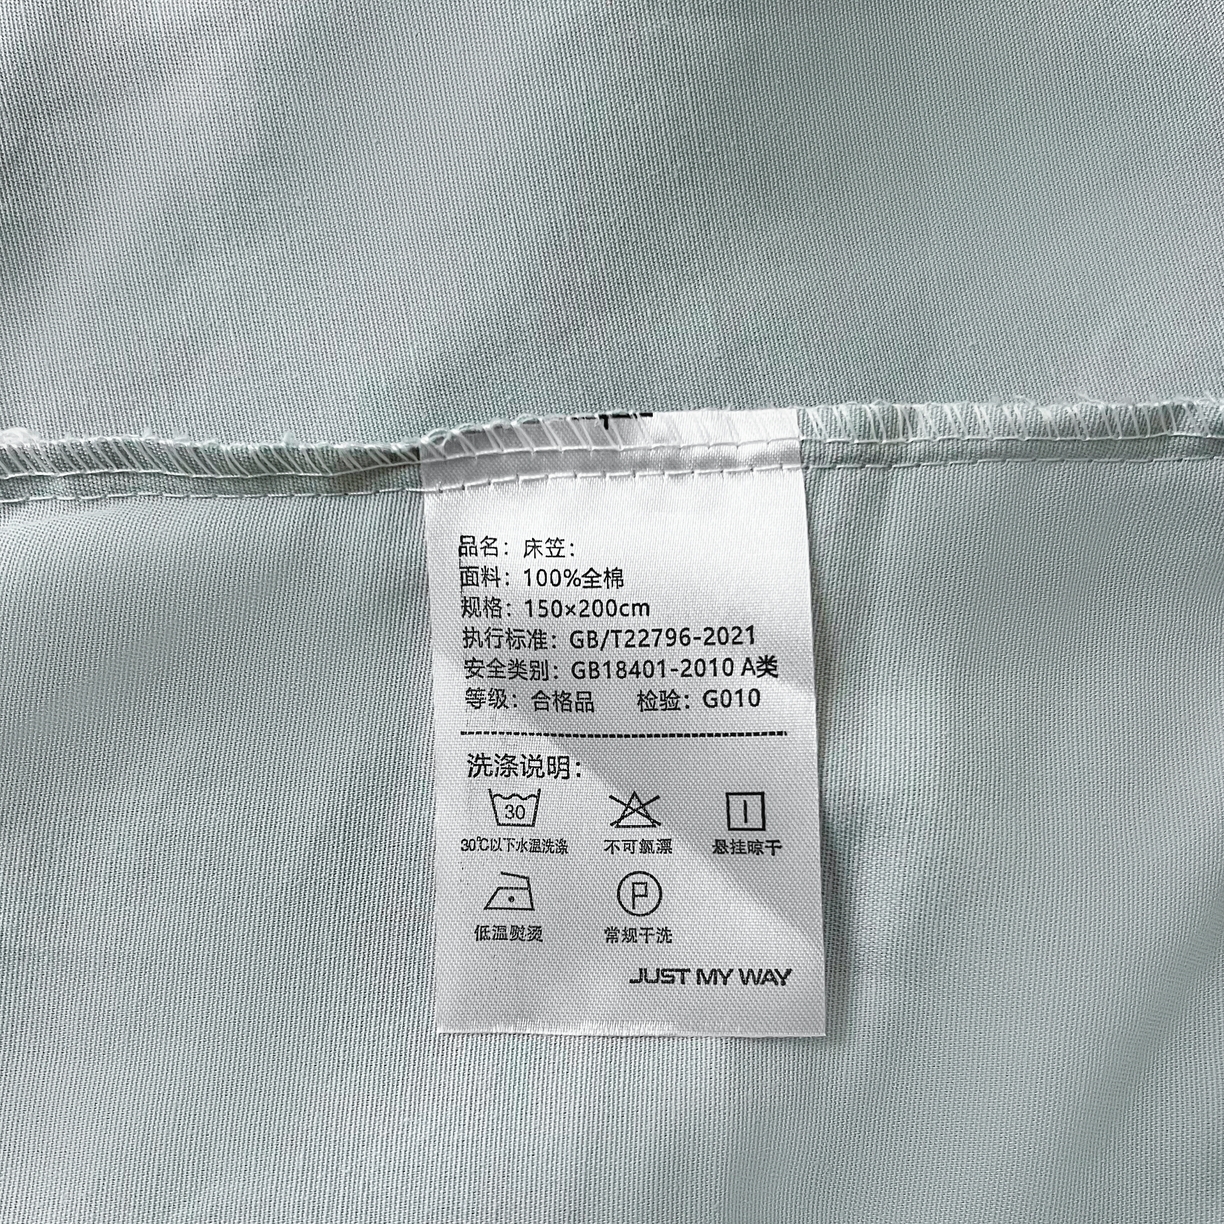 品名：床笠：
面料：100%全棉
规格：150×200cm
执行标准：GB/T22796-2021
安全类别：GB18401-2010 A类
等级：合格品 检验：G010
洗涤说明：
30
30℃以下水温洗涤 不可氯漂 悬挂晾干
P
低温熨烫 常规干洗
JUST MY WAY